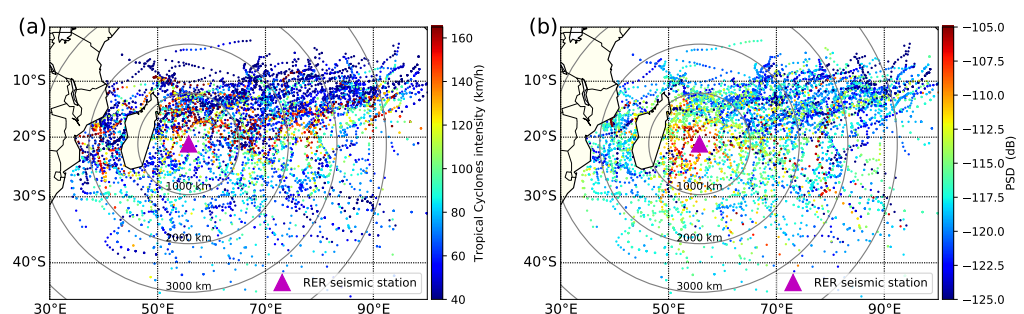 (a)
10°S
20°S
30°S
40°S
30°E
50°E
70°E
90°E
1000 km
2000 km
3000 km
RER seismic station
160
140
120
100
80
60
40
Tropical Cyclones intensity (km/h)
(b)
10°S
20°S
30°S
40°S
30°E
50°E
70°E
90°E
1000 km
2000 km
3000 km
RER seismic station
−105.0
−107.5
−110.0
−112.5
−115.0
−117.5
−120.0
−122.5
−125.0
PSD (dB)